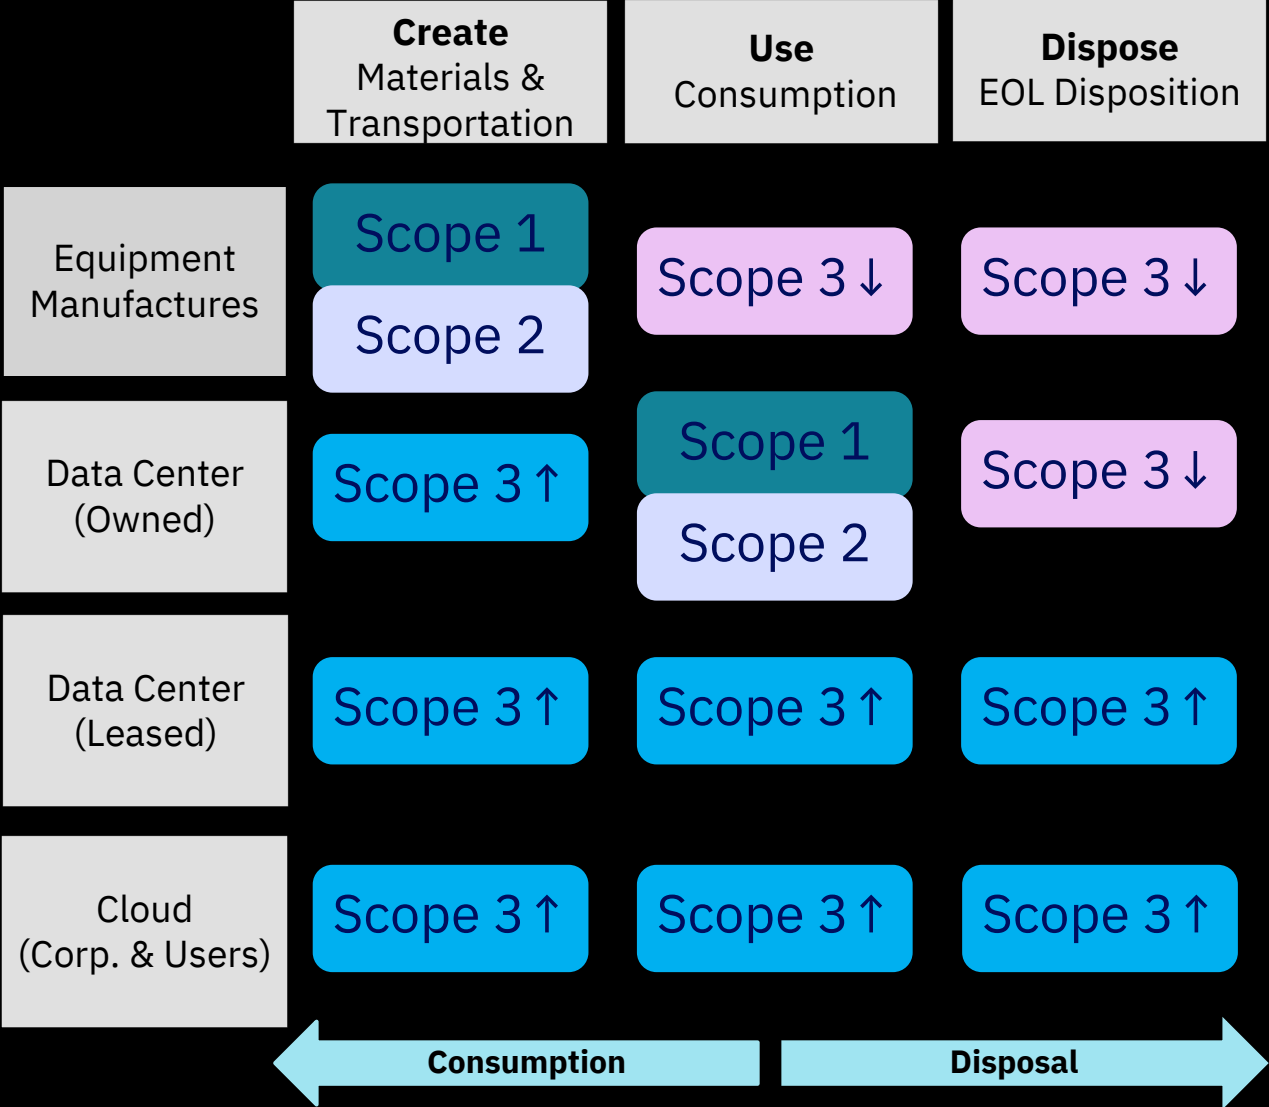 Create
Materials &
Transportation
Use
Consumption
Dispose
EOL Disposition
Equipment
Manufactures
Scope 1
Scope 2
Scope 3↓
Scope 3↓
Data Center
(Owned)
Scope 3↑
Scope 1
Scope 2
Scope 3↓
Data Center
(Leased)
Scope 3↑
Scope 3↑
Scope 3↑
Cloud
(Corp. & Users)
Scope 3↑
Scope 3↑
Scope 3↑
Consumption
Disposal